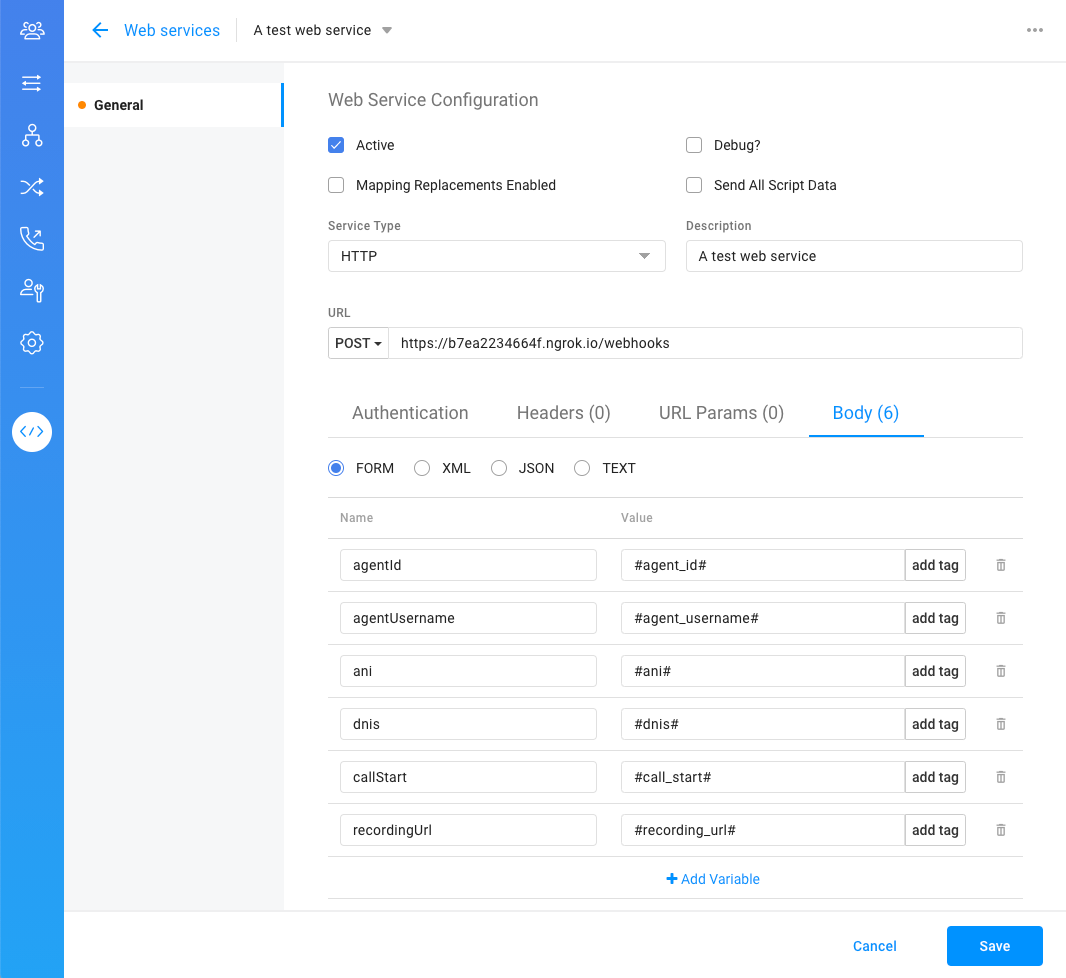 Web services
A test web service
General
Web Service Configuration
Active
Debug?
Mapping Replacements Enabled
Send All Script Data
Service Type
Description
HTTP
A test web service
URL
POST
https://b7ea2234664f.ngrok.io/webhooks
Authentication
Headers (0)
URL Params (0)
Body (6)
FORM
XML
JSON
TEXT
Name
Value
agentId
#agent_id#
add tag
agentUsername
#agent_username#
add tag
ani
#ani#
add tag
dnis
#dnis#
add tag
callStart
#call_start#
add tag
recordingUrl
#recording_url#
add tag
Add Variable
Cancel
Save